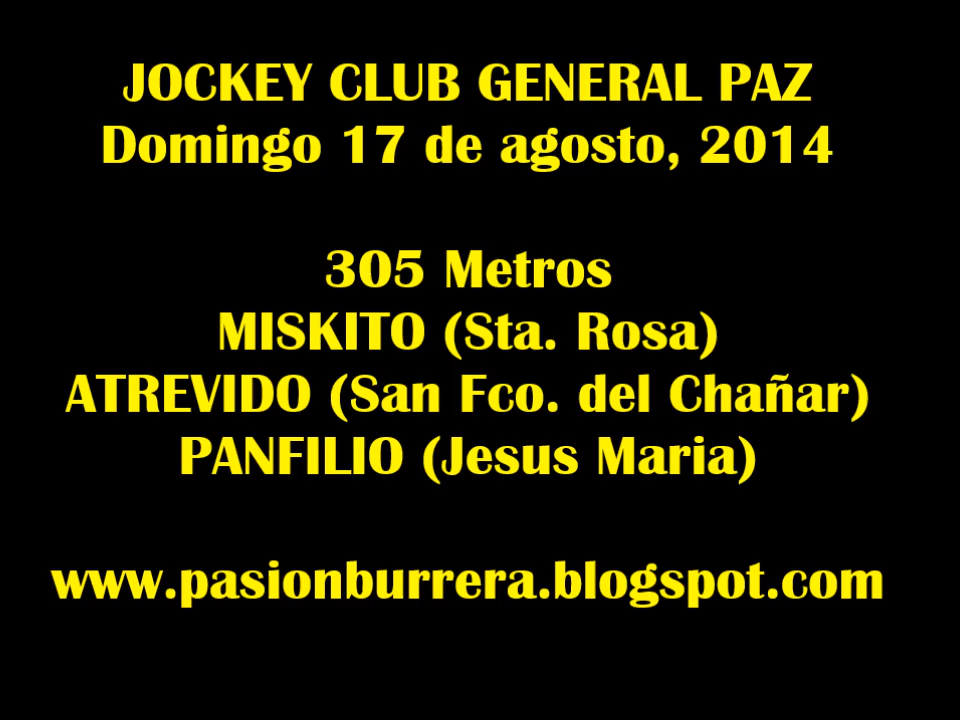 JOCKEY CLUB GENERAL PAZ
Domingo 17 de agosto, 2014
305 Metros
MISKITO (Sta. Rosa)
ATREVIDO (San Fco. del Chañar)
PANFILIO (Jesus Maria)
www.pasionburrera.blogspot.com